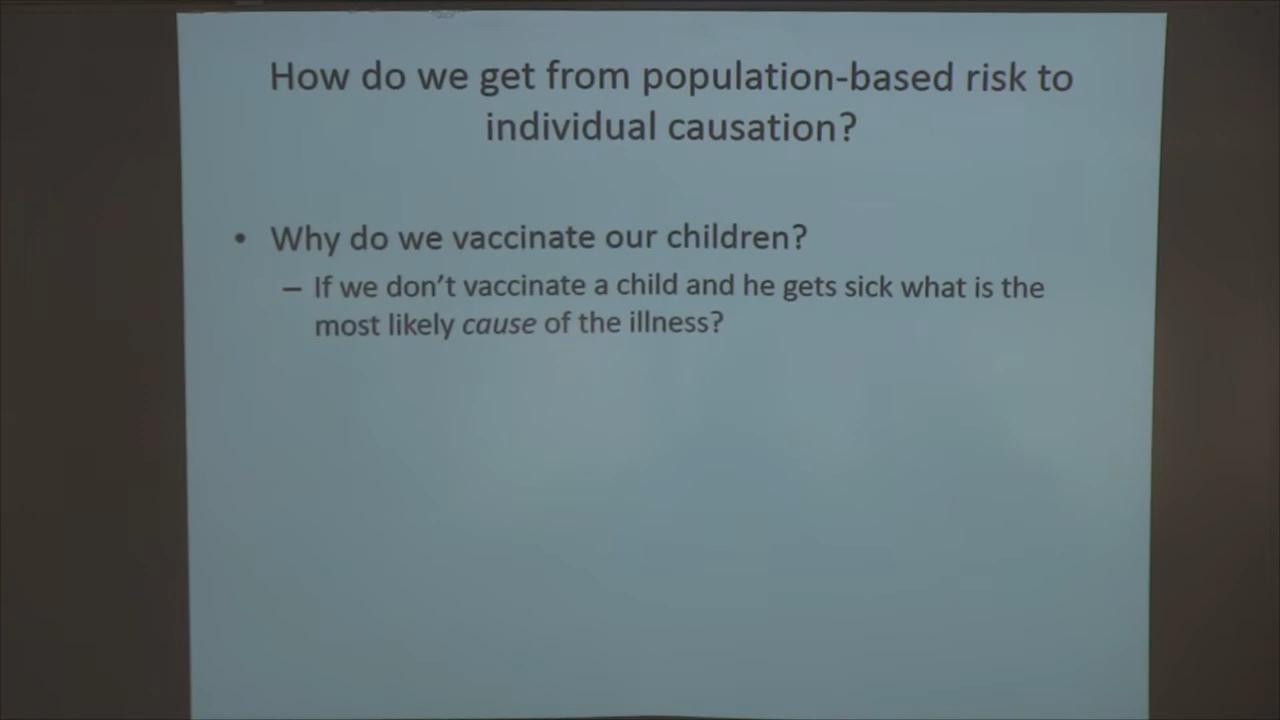 How do we get from population-based risk to
individual causation?
• Why do we vaccinate our children?
– If we don't vaccinate a child and he gets sick what is the
most likely cause of the illness?